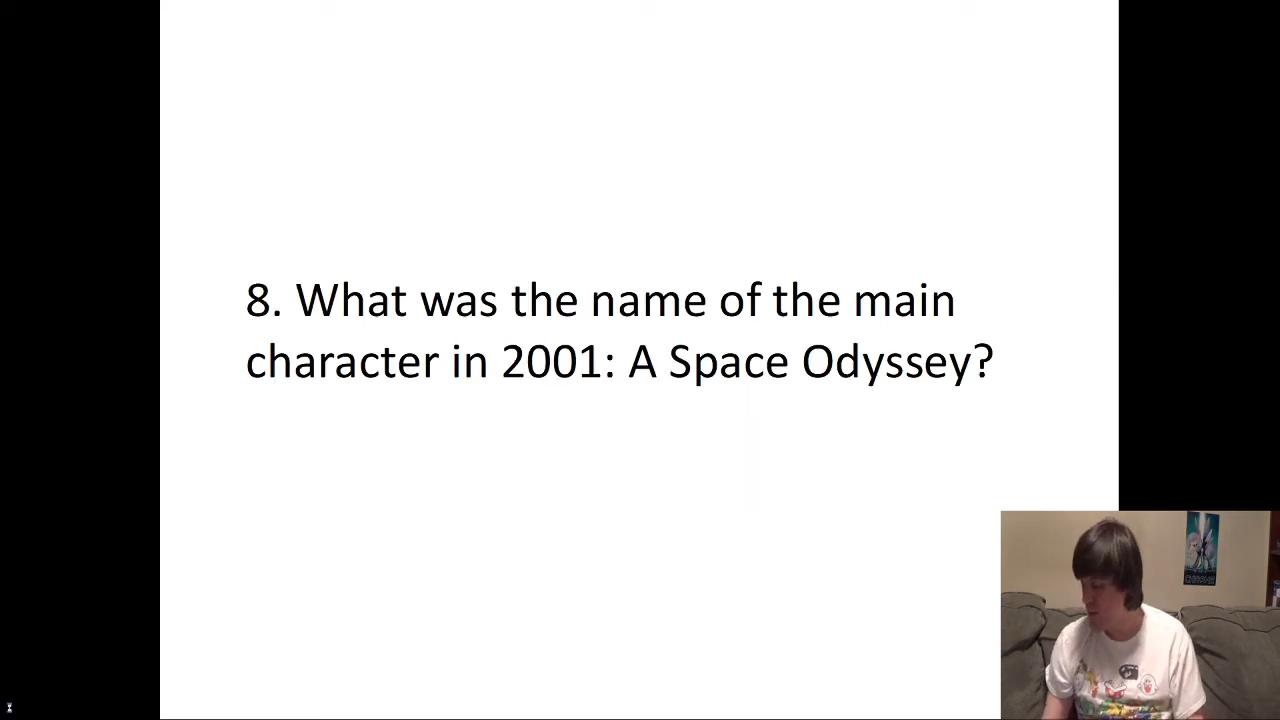 8. What was the name of the main
character in 2001: A Space Odyssey?